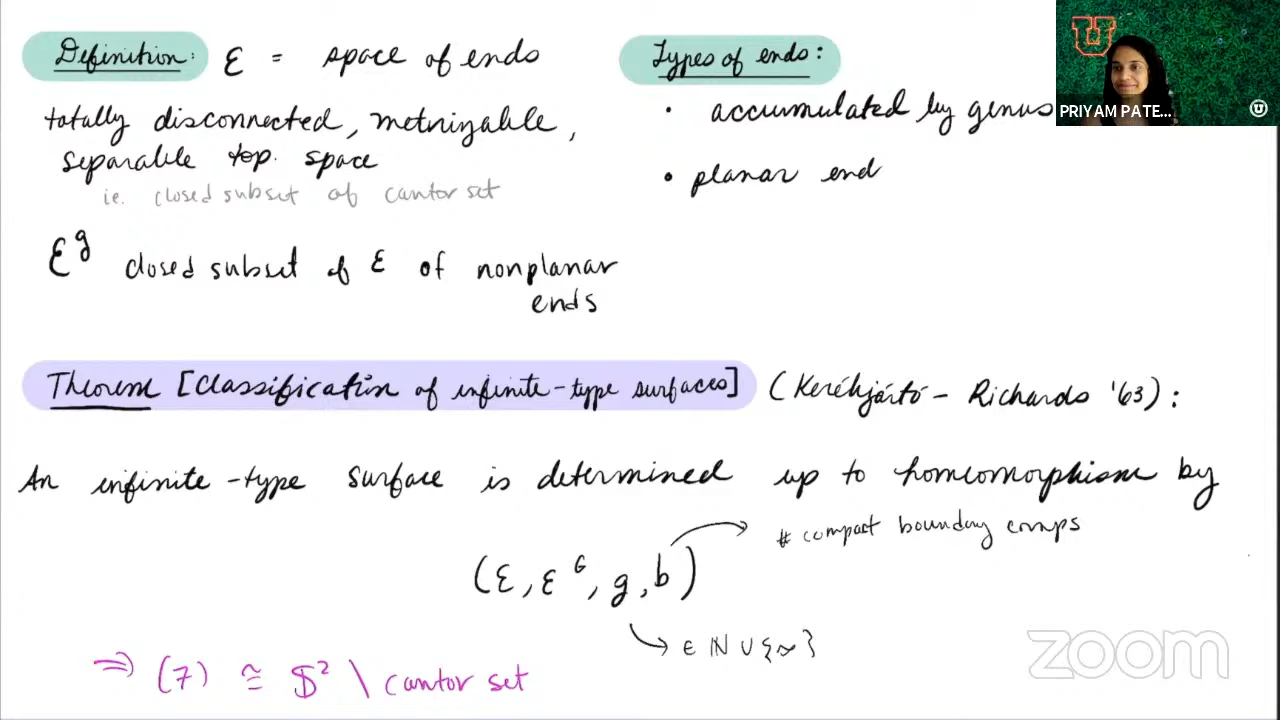 Definition: ℰ = space of ends
totally disconnected, metrizable,
separable top. space
i.e. closed subset of cantor set
ℰ^g closed subset of ℰ of nonplanar
ends
Types of ends:
• accumulated by genus
• planar end
PRIYAM PATE...
U
Theorem [Classification of infinite-type surfaces] (Kerékjártó - Richards '63):
An infinite-type surface is determined up to homeomorphism by
# compact boundary comps
(ℰ, ℰ^G, g, b)
→ ∈ ℕ ∪ {∞}
⇒ (7) ≅ 𝕊² \ cantor set
zoom